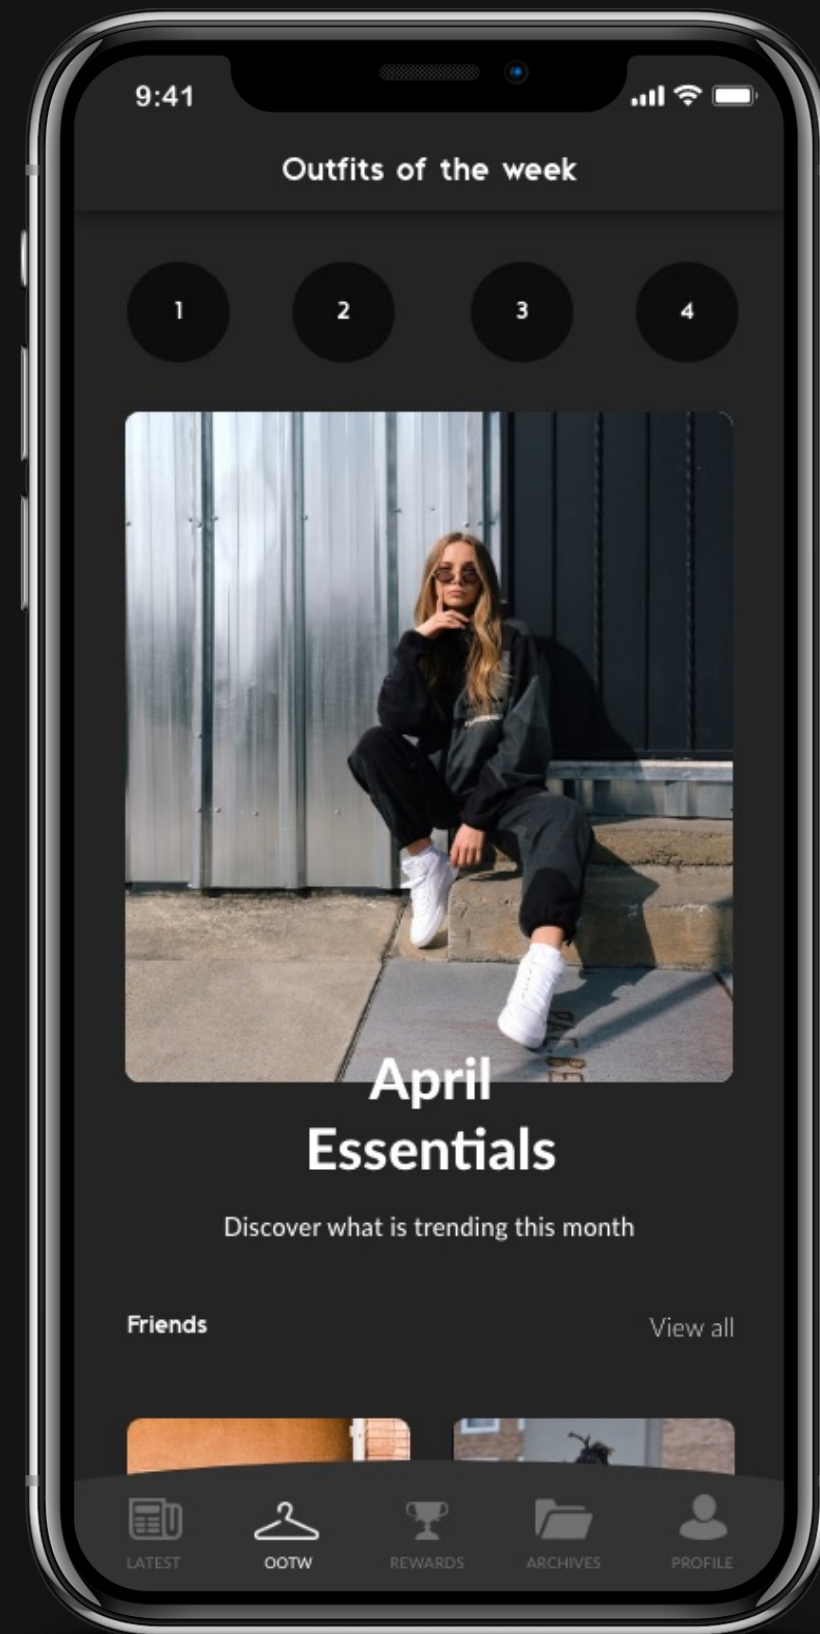 9:41
Outfits of the week
1 2 3 4
April
Essentials
Discover what is trending this month
Friends View all
LATEST OOTW REWARDS ARCHIVES PROFILE